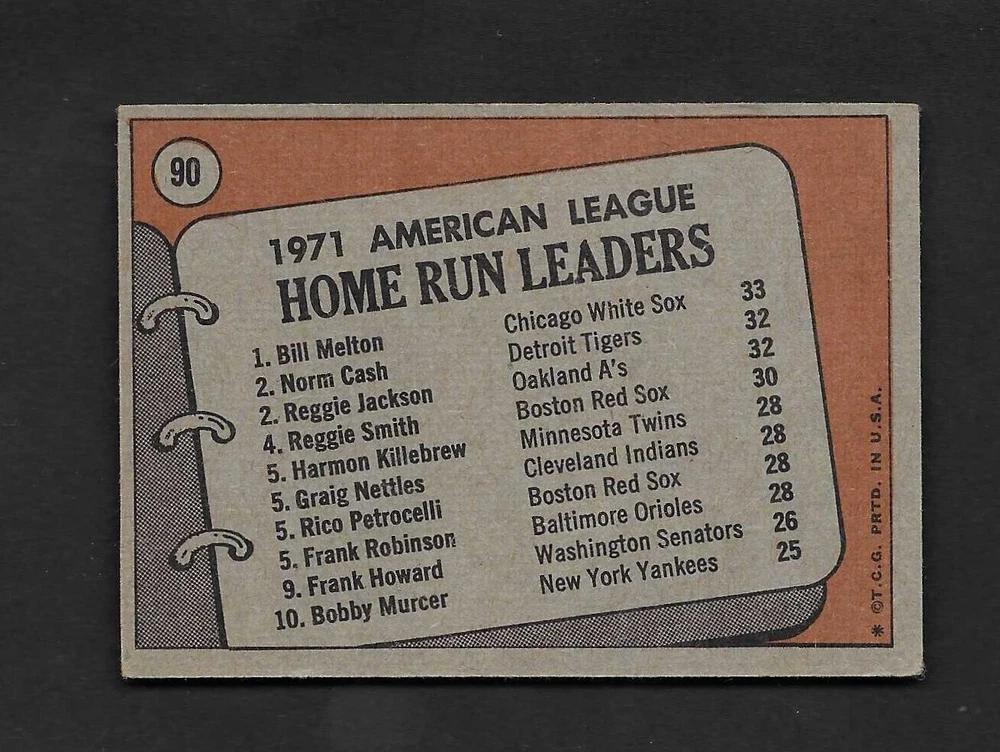 90
1971 AMERICAN LEAGUE
HOME RUN LEADERS
1. Bill Melton Chicago White Sox 33
2. Norm Cash Detroit Tigers 32
2. Reggie Jackson Oakland A's 32
4. Reggie Smith Boston Red Sox 30
5. Harmon Killebrew Minnesota Twins 28
5. Graig Nettles Cleveland Indians 28
5. Rico Petrocelli Boston Red Sox 28
5. Frank Robinson Baltimore Orioles 28
9. Frank Howard Washington Senators 26
10. Bobby Murcer New York Yankees 25
* ©T.C.G. PRTD. IN U.S.A.